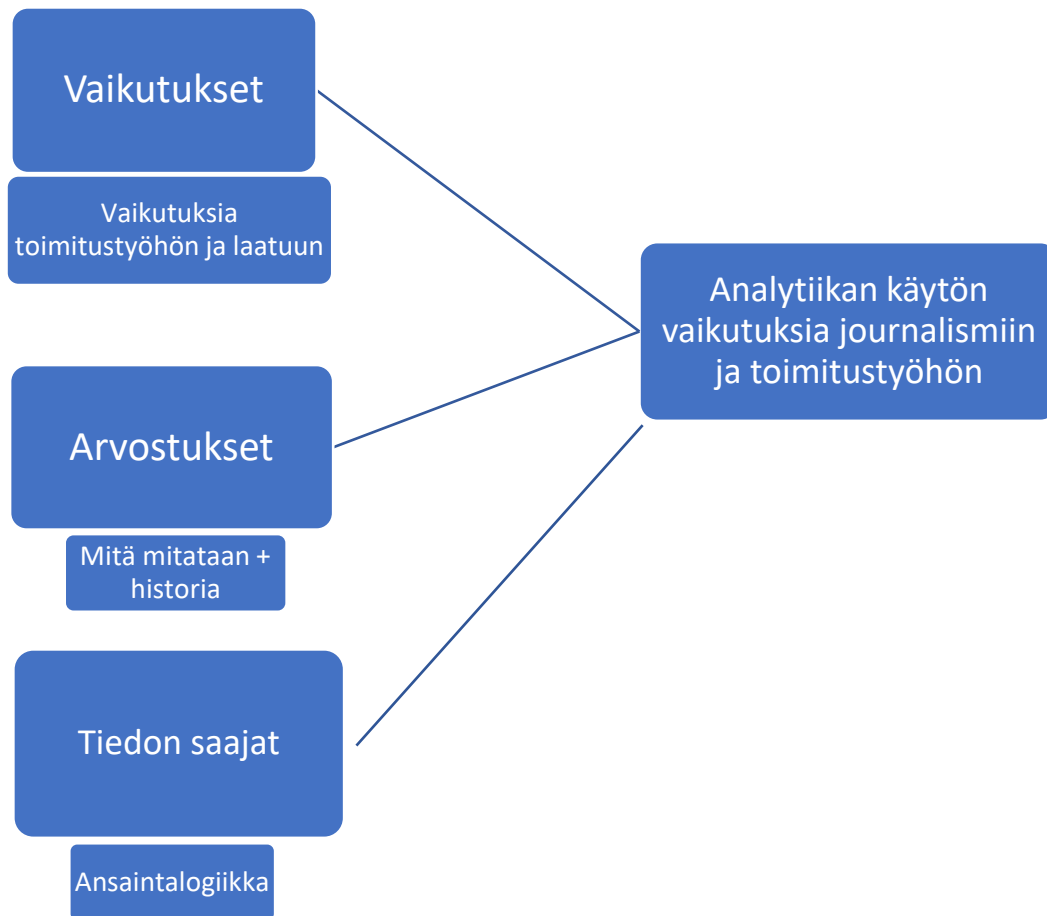 Vaikutukset
Vaikutuksia
toimitustyöhön ja laatuun
Arvostukset
Mitä mitataan +
historia
Tiedon saajat
Ansaintalogiikka
Analytiikan käytön
vaikutuksia journalismiin
ja toimitustyöhön